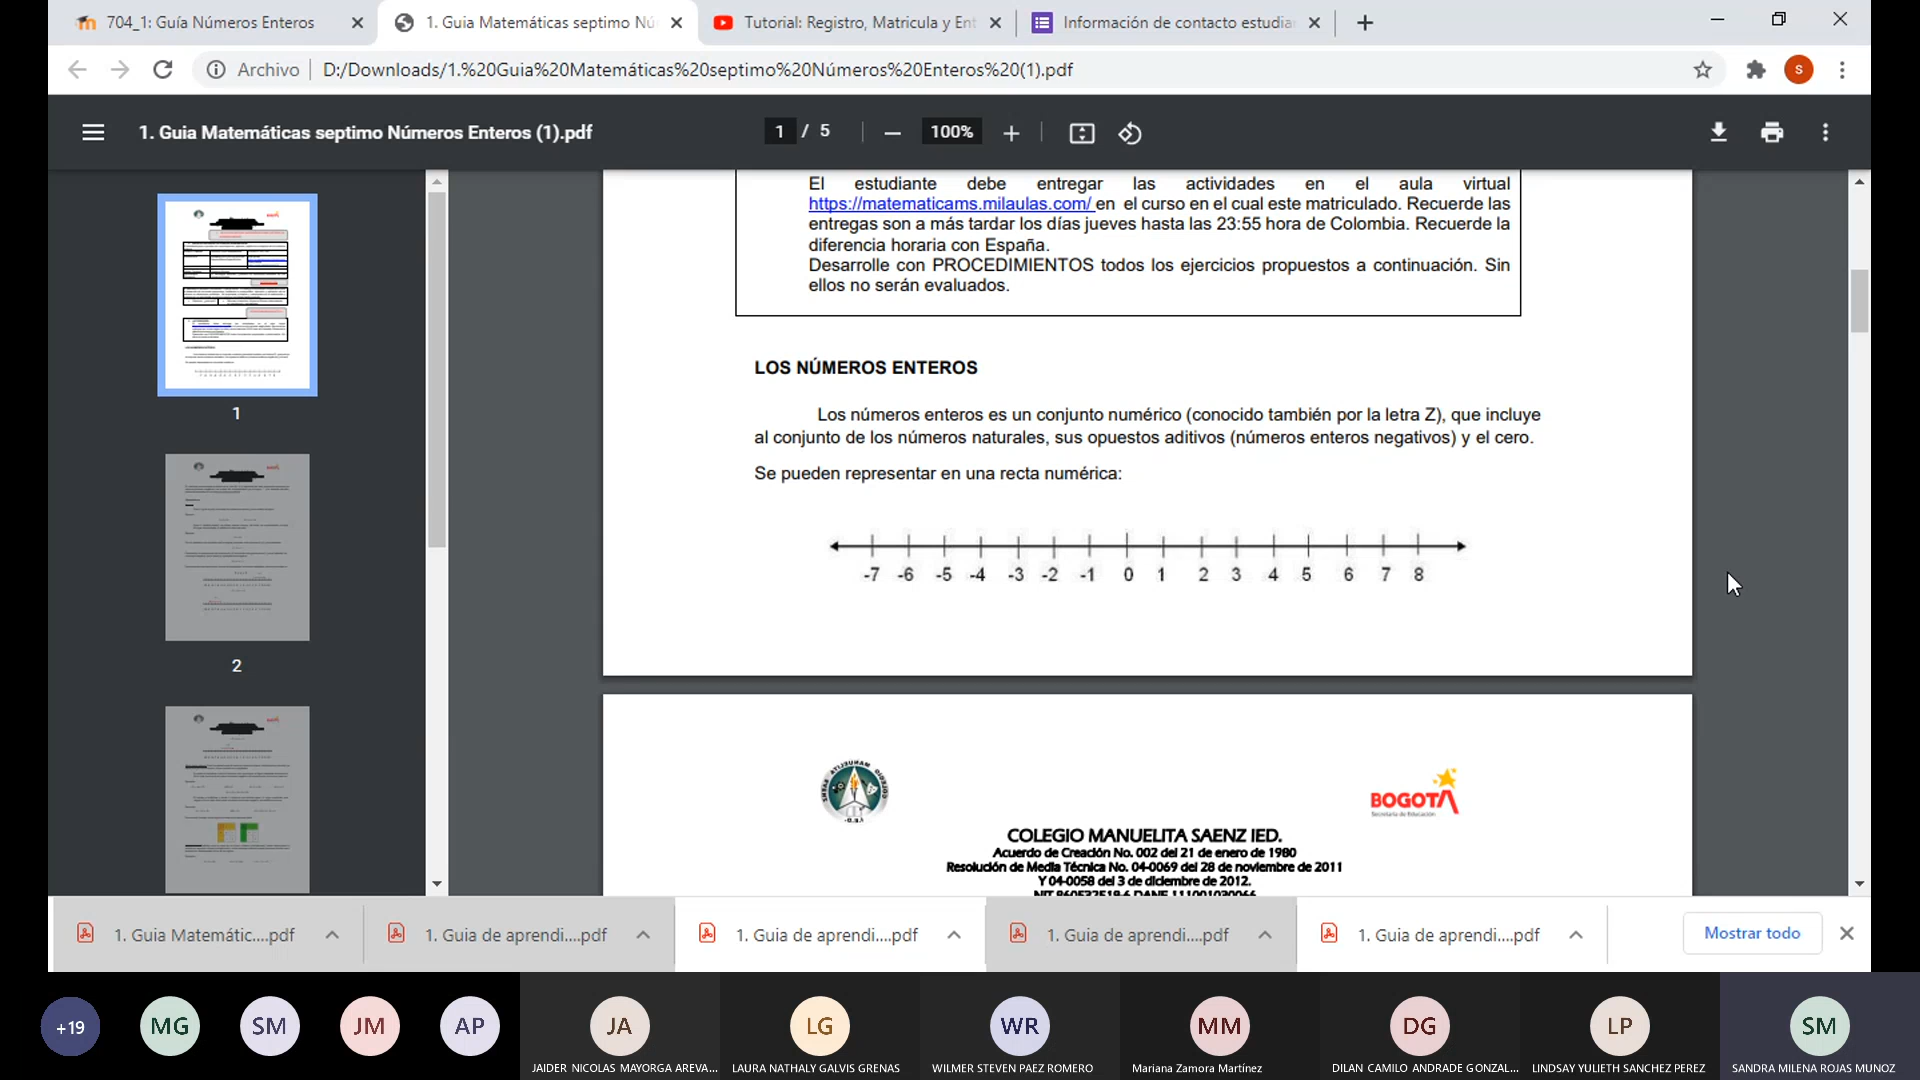 704_1: Guía Números Enteros
1. Guia Matemáticas septimo Nú
Tutorial: Registro, Matricula y Ent
Información de contacto estudia
Archivo
D:/Downloads/1.%20Guia%20Matemáticas%20septimo%20Números%20Enteros%20(1).pdf
S
1. Guia Matemáticas septimo Números Enteros (1).pdf
1 / 5
100%
1
2
El estudiante debe entregar las actividades en el aula virtual
https://matematicams.milaulas.com/ en el curso en el cual este matriculado. Recuerde las
entregas son a más tardar los días jueves hasta las 23:55 hora de Colombia. Recuerde la
diferencia horaria con España.
Desarrolle con PROCEDIMIENTOS todos los ejercicios propuestos a continuación. Sin
ellos no serán evaluados.
LOS NÚMEROS ENTEROS
Los números enteros es un conjunto numérico (conocido también por la letra Z), que incluye
al conjunto de los números naturales, sus opuestos aditivos (números enteros negativos) y el cero.
Se pueden representar en una recta numérica:
-7 -6 -5 -4 -3 -2 -1 0 1 2 3 4 5 6 7 8
BOGOTÁ
Secretaría de Educación
COLEGIO MANUELITA SAENZ IED.
Acuerdo de Creación No. 002 del 21 de enero de 1980
Resolución de Media Técnica No. 04-0069 del 28 de noviembre de 2011
Y 04-0058 del 3 de diciembre de 2012.
1. Guia Matemátic....pdf
1. Guia de aprendi....pdf
1. Guia de aprendi....pdf
1. Guia de aprendi....pdf
1. Guia de aprendi....pdf
Mostrar todo
+19
MG
SM
JM
AP
JA
LG
WR
MM
DG
LP
SM
JAIDER NICOLAS MAYORGA AREVA...
LAURA NATHALY GALVIS GRENAS
WILMER STEVEN PAEZ ROMERO
Mariana Zamora Martínez
DILAN CAMILO ANDRADE GONZAL...
LINDSAY YULIETH SANCHEZ PEREZ
SANDRA MILENA ROJAS MUNOZ